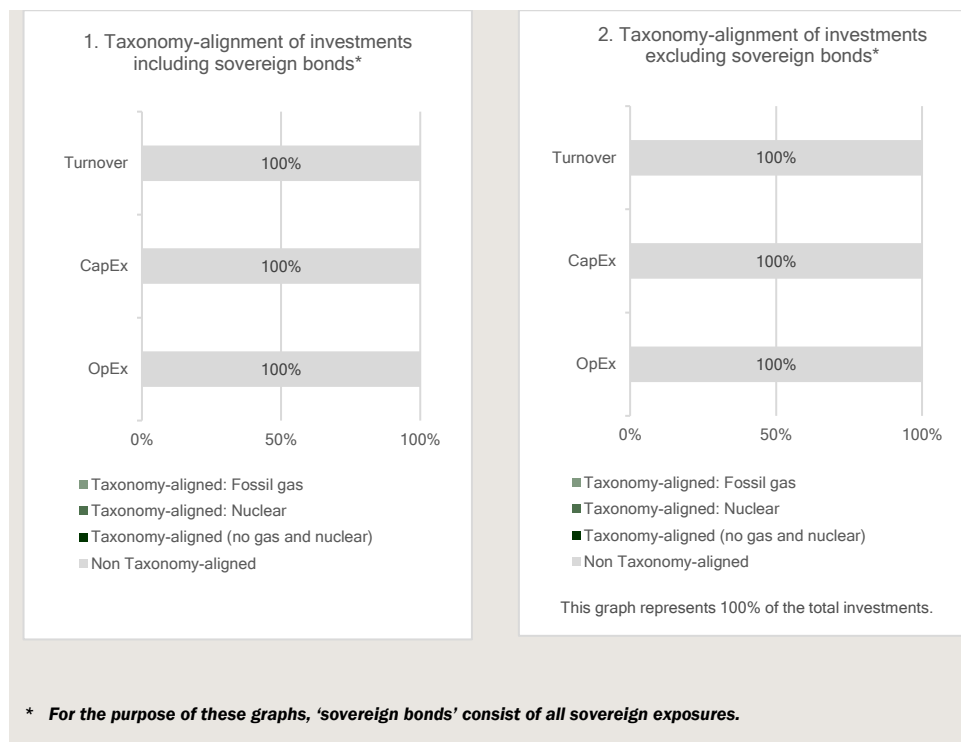 1. Taxonomy-alignment of investments
including sovereign bonds*
Turnover
100%
CapEx
100%
OpEx
100%
0%
50%
100%
Taxonomy-aligned: Fossil gas
Taxonomy-aligned: Nuclear
Taxonomy-aligned (no gas and nuclear)
Non Taxonomy-aligned
2. Taxonomy-alignment of investments
excluding sovereign bonds*
Turnover
100%
CapEx
100%
OpEx
100%
0%
50%
100%
Taxonomy-aligned: Fossil gas
Taxonomy-aligned: Nuclear
Taxonomy-aligned (no gas and nuclear)
Non Taxonomy-aligned
This graph represents 100% of the total investments.
* For the purpose of these graphs, ‘sovereign bonds’ consist of all sovereign exposures.